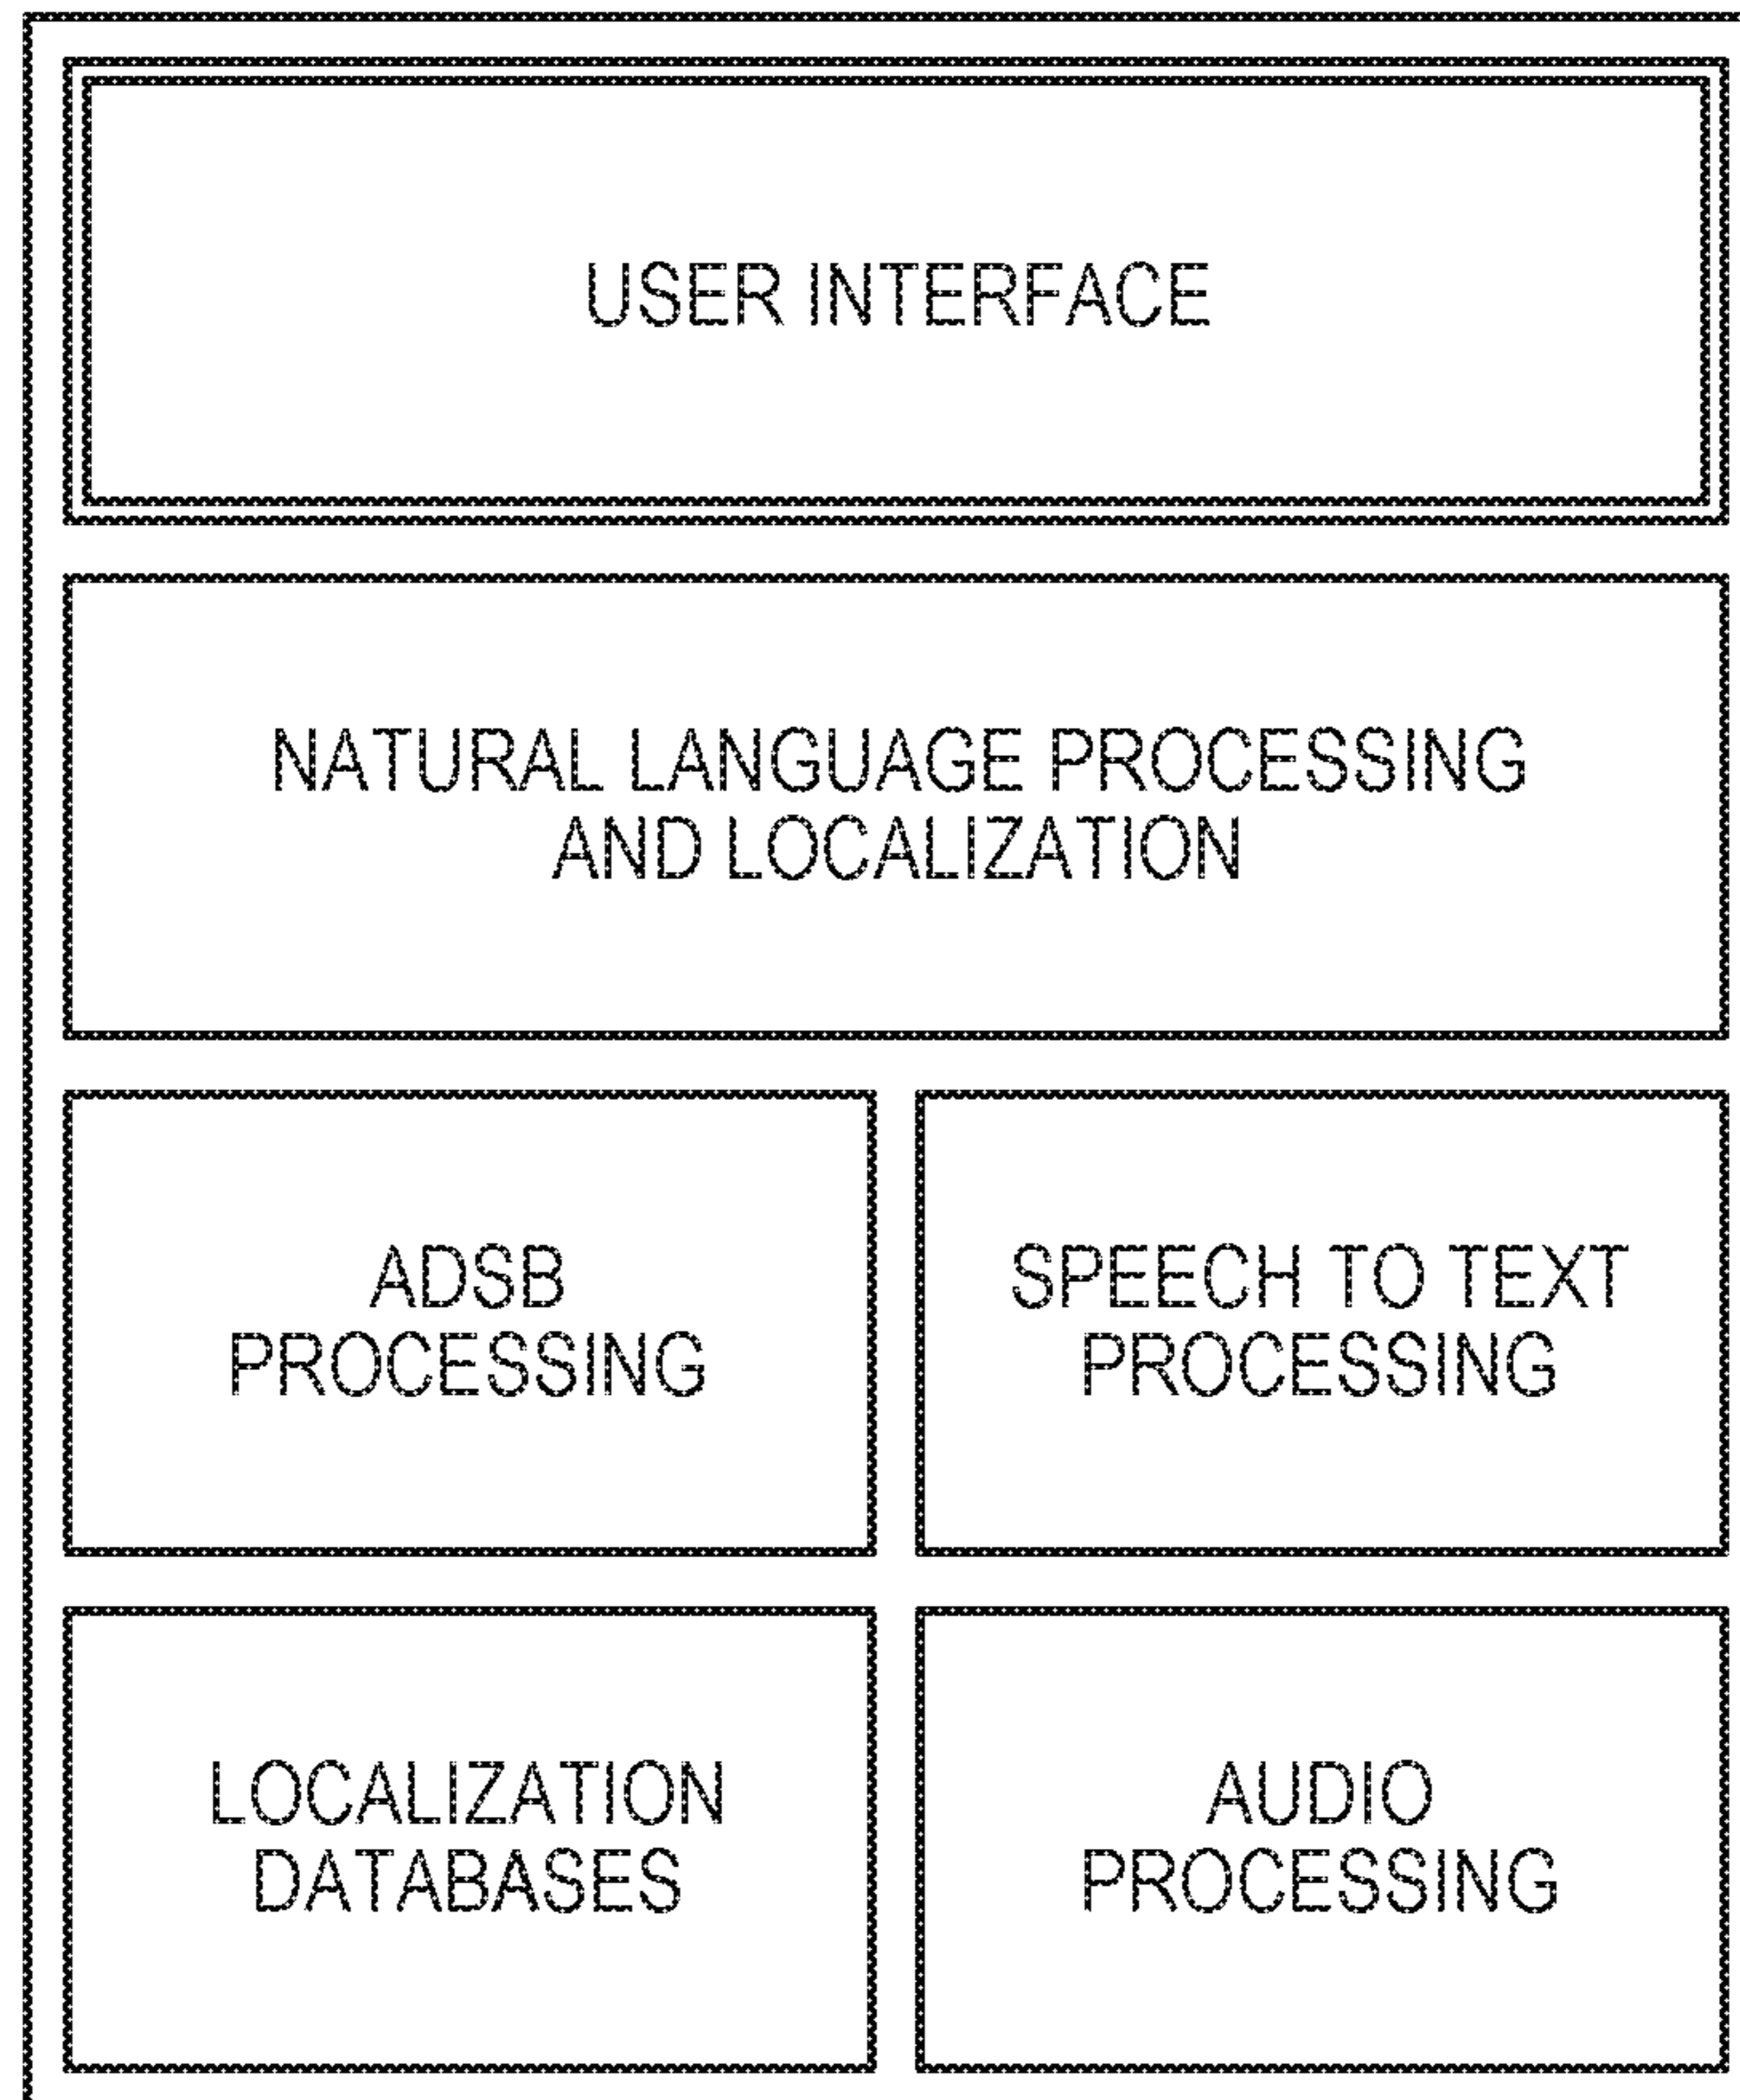 USER INTERFACE
NATURAL LANGUAGE PROCESSING
AND LOCALIZATION
ADSB
PROCESSING
SPEECH TO TEXT
PROCESSING
LOCALIZATION
DATABASES
AUDIO
PROCESSING